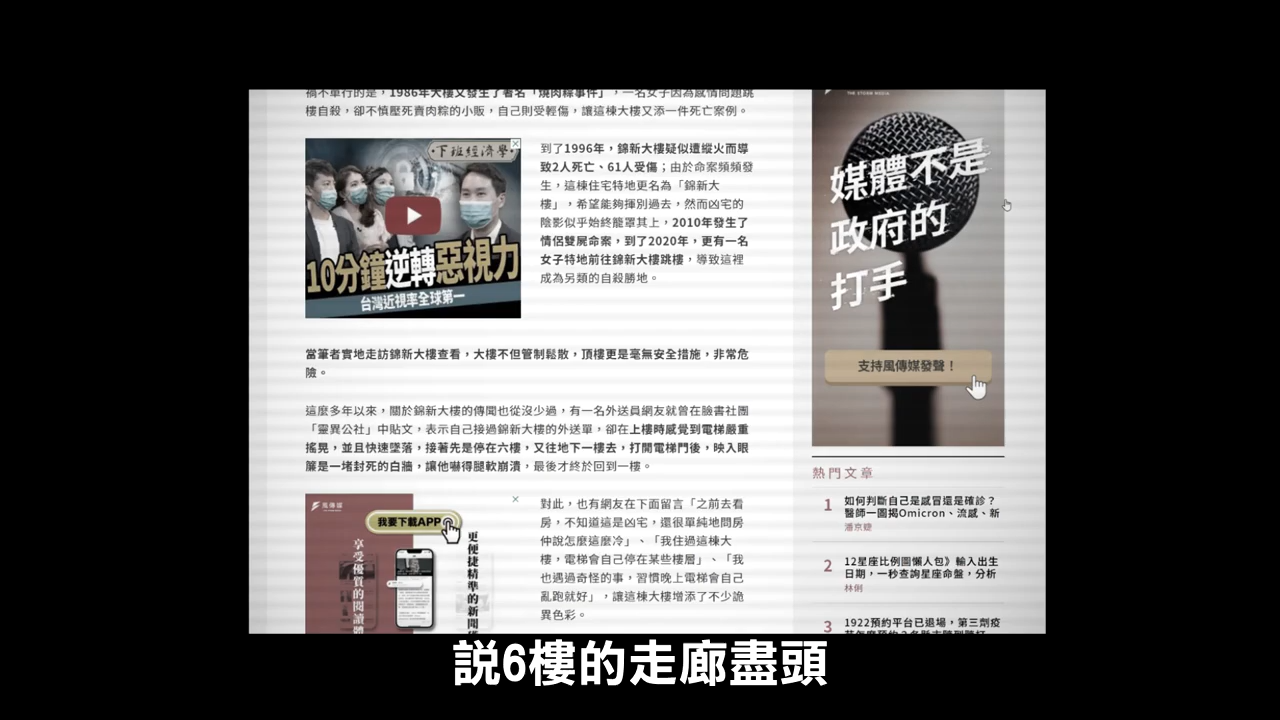 禍不單行的是，1986年大樓又發生了著名「燒肉粽事件」，一名女子因為感情問題跳
樓自殺，卻不慎壓死賣肉粽的小販，自己則受輕傷，讓這棟大樓又添一件死亡案例。
下班經濟學
10分鐘逆轉惡視力
台灣近視率全球第一
到了1996年，錦新大樓疑似遭縱火而導
致2人死亡、61人受傷；由於命案頻頻發
生，這棟住宅特地更名為「錦新大
樓」，希望能夠揮別過去，然而凶宅的
陰影似乎始終籠罩其上，2010年發生了
情侶雙屍命案，到了2020年，更有一名
女子特地前往錦新大樓跳樓，導致這裡
成為另類的自殺勝地。
當筆者實地走訪錦新大樓查看，大樓不但管制鬆散，頂樓更是毫無安全措施，非常危
險。
這麼多年以來，關於錦新大樓的傳聞也從沒少過，有一名外送員網友就曾在臉書社團
「靈異公社」中貼文，表示自己接過錦新大樓的外送單，卻在上樓時感覺到電梯嚴重
搖晃，並且快速墜落，接著先是停在六樓，又往地下一樓去，打開電梯門後，映入眼
簾是一堵封死的白牆，讓他嚇得腿軟崩潰，最後才終於回到一樓。
風傳媒
我要下載APP
更便捷精準的新聞
享受優質的閱讀體
對此，也有網友在下面留言「之前去看
房，不知道這是凶宅，還很單純地問房
仲說怎麼這麼冷」、「我住過這棟大
樓，電梯會自己停在某些樓層」、「我
也遇過奇怪的事，習慣晚上電梯會自己
亂跑就好」，讓這棟大樓增添了不少詭
異色彩。
THE STORM MEDIA
媒體不是
政府的
打手
支持風傳媒發聲！
熱門文章
1 如何判斷自己是感冒還是確診？
醫師一圖揭Omicron、流感、新
潘京婕
2 12星座比例圖懶人包》輸入出生
日期，一秒查詢星座命盤，分析
林俐
3 1922預約平台已退場，第三劑疫
説6樓的走廊盡頭